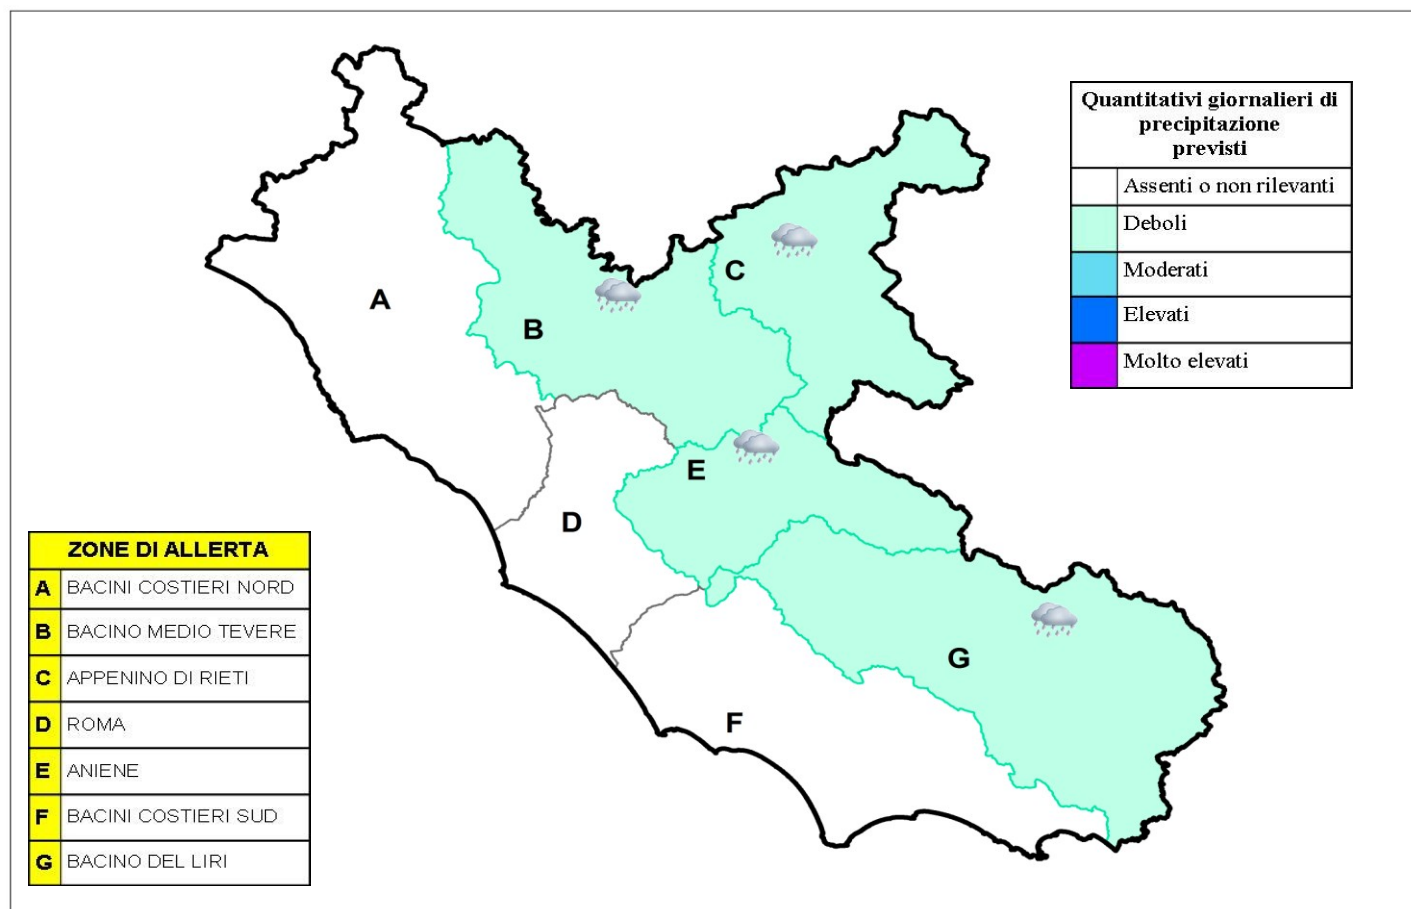 Quantitativi giornalieri di
precipitazione
previsti
Assenti o non rilevanti
Deboli
Moderati
Elevati
Molto elevati
A
B
C
D
E
F
G
ZONE DI ALLERTA
A BACINI COSTIERI NORD
B BACINO MEDIO TEVERE
C APPENINO DI RIETI
D ROMA
E ANIENE
F BACINI COSTIERI SUD
G BACINO DEL LIRI